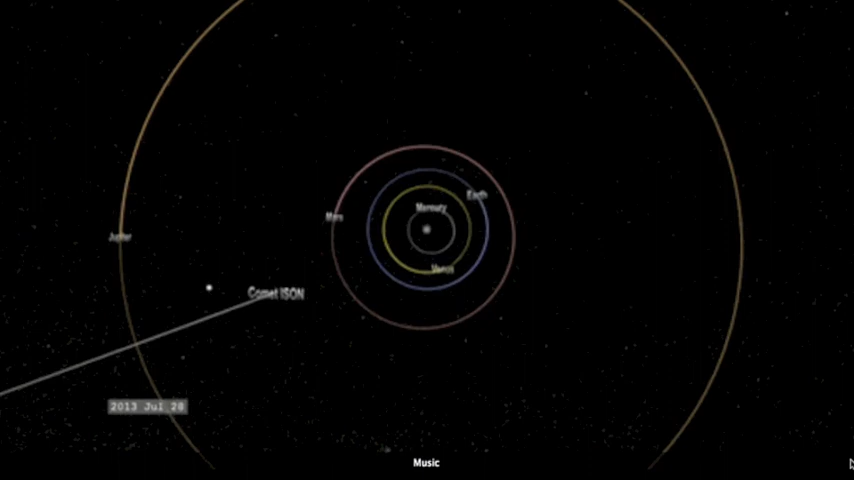 Earth
Mercury
Mars
Jupiter
Venus
Comet ISON
2013 Jul 28
Music